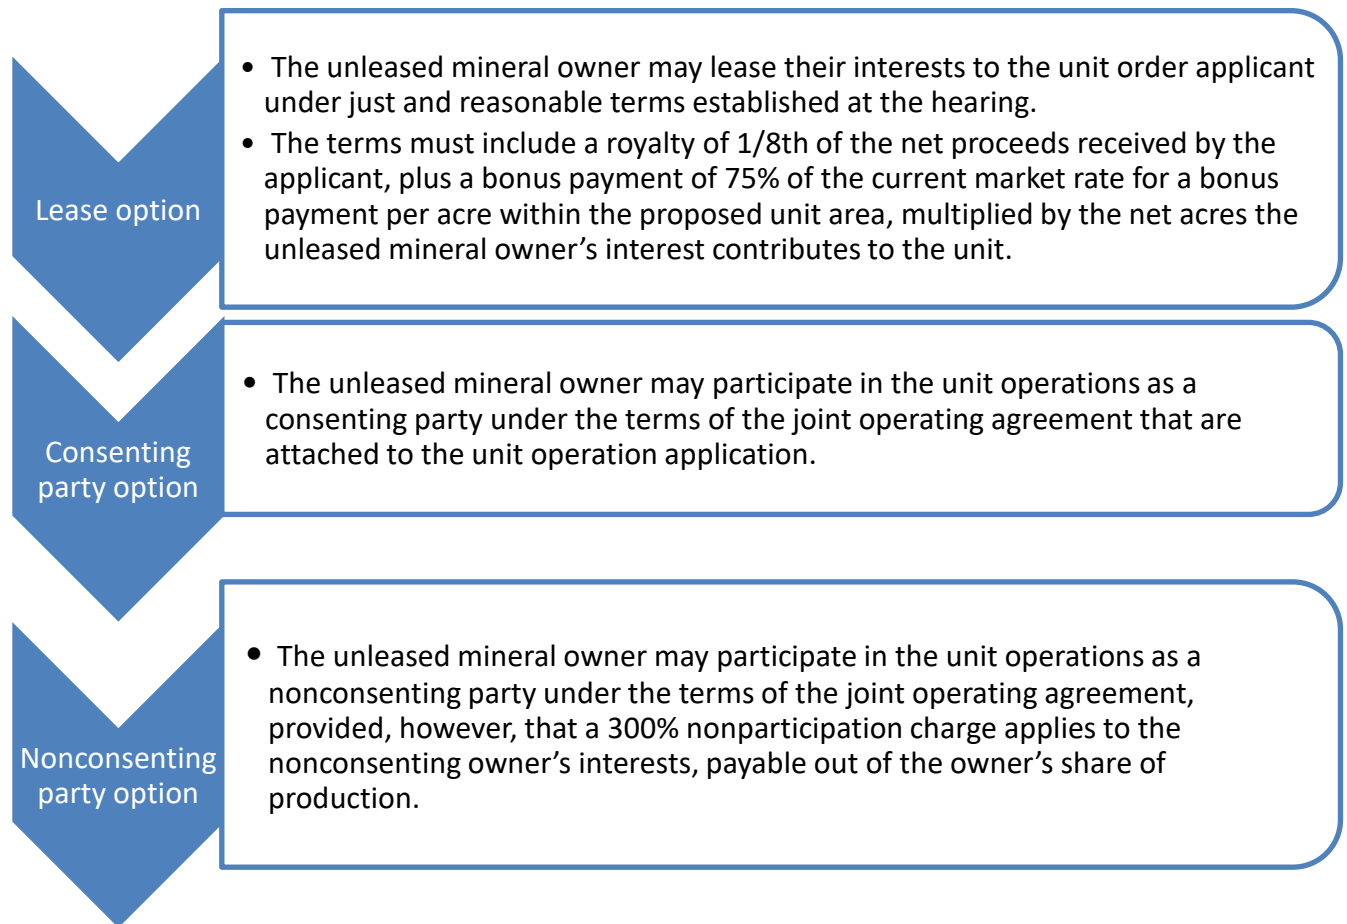 Lease option
• The unleased mineral owner may lease their interests to the unit order applicant
under just and reasonable terms established at the hearing.
• The terms must include a royalty of 1/8th of the net proceeds received by the
applicant, plus a bonus payment of 75% of the current market rate for a bonus
payment per acre within the proposed unit area, multiplied by the net acres the
unleased mineral owner’s interest contributes to the unit.
Consenting
party option
• The unleased mineral owner may participate in the unit operations as a
consenting party under the terms of the joint operating agreement that are
attached to the unit operation application.
Nonconsenting
party option
• The unleased mineral owner may participate in the unit operations as a
nonconsenting party under the terms of the joint operating agreement,
provided, however, that a 300% nonparticipation charge applies to the
nonconsenting owner’s interests, payable out of the owner’s share of
production.